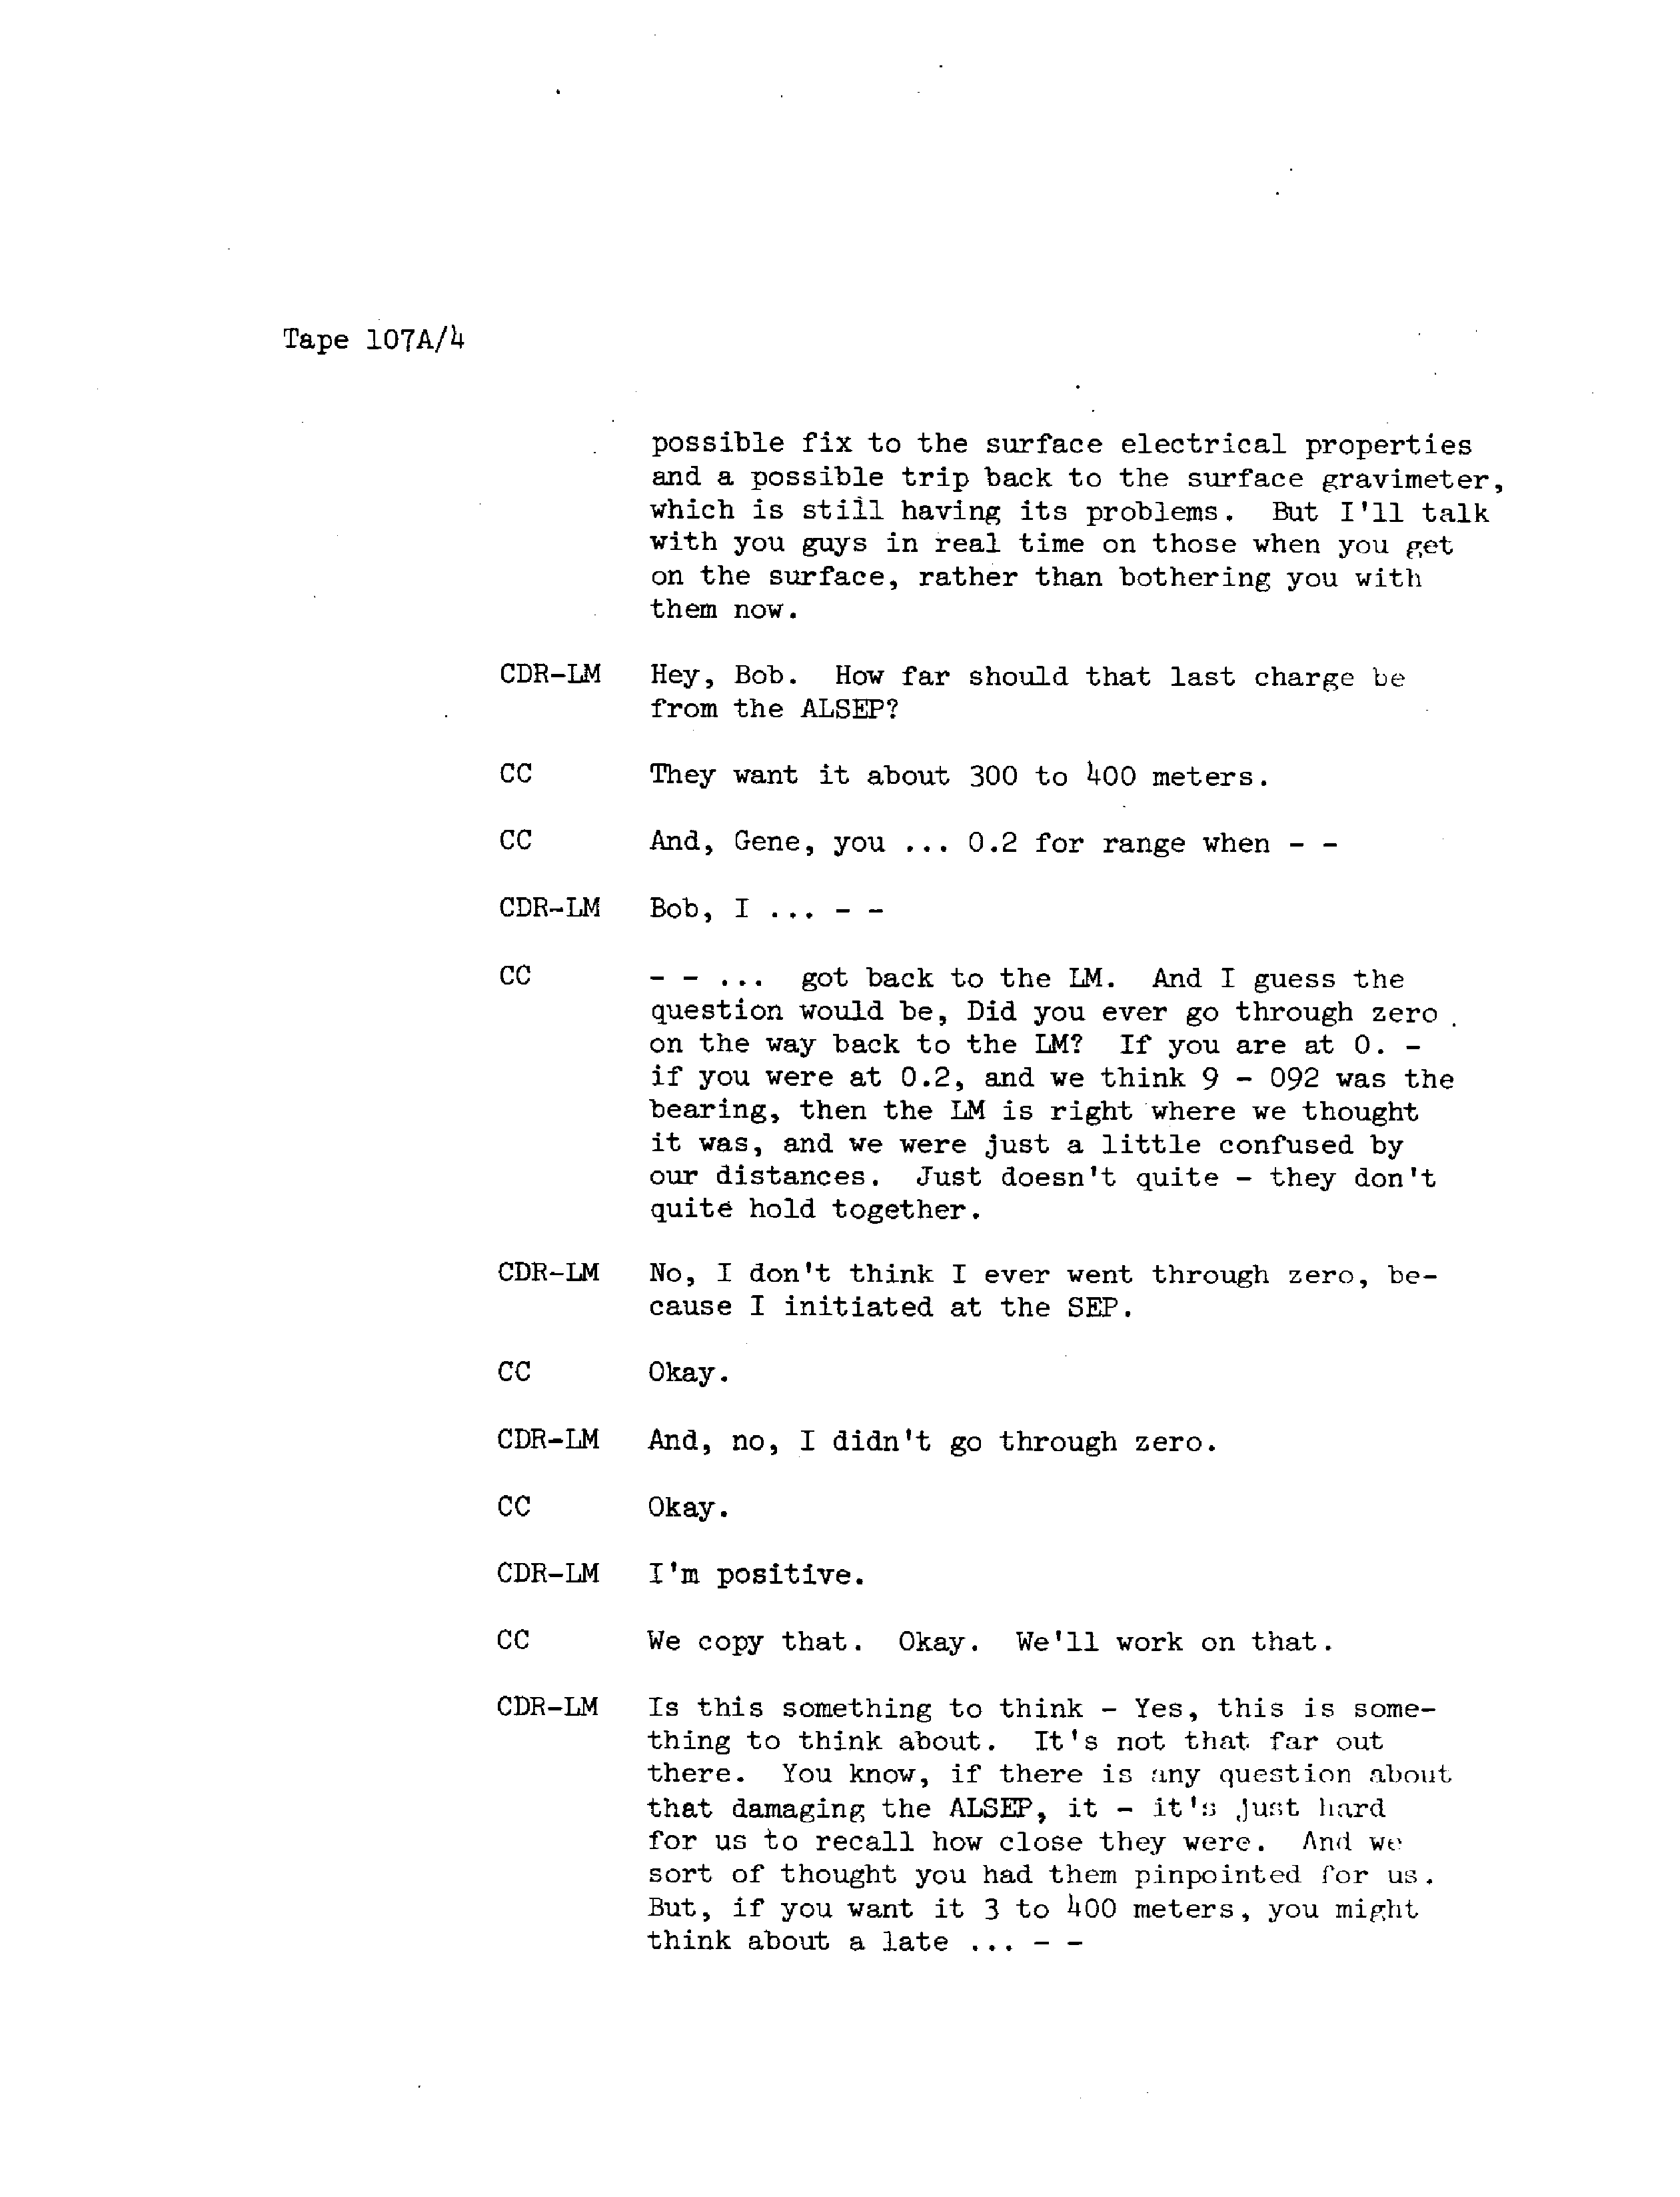 Tape 107A/4
possible fix to the surface electrical properties
and a possible trip back to the surface gravimeter,
which is still having its problems. But I'll talk
with you guys in real time on those when you get
on the surface, rather than bothering you with
them now.
CDR-LM Hey, Bob. How far should that last charge be
from the ALSEP?
CC They want it about 300 to 400 meters.
CC And, Gene, you ... 0.2 for range when - -
CDR-LM Bob, I ... - -
CC - - ... got back to the LM. And I guess the
question would be, Did you ever go through zero
on the way back to the LM? If you are at 0. -
if you were at 0.2, and we think 9 - 092 was the
bearing, then the LM is right where we thought
it was, and we were just a little confused by
our distances. Just doesn't quite - they don't
quite hold together.
CDR-LM No, I don't think I ever went through zero, be-
cause I initiated at the SEP.
CC Okay.
CDR-LM And, no, I didn't go through zero.
CC Okay.
CDR-LM I'm positive.
CC We copy that. Okay. We'll work on that.
CDR-LM Is this something to think - Yes, this is some-
thing to think about. It's not that far out
there. You know, if there is any question about
that damaging the ALSEP, it - it's just hard
for us to recall how close they were. And we
sort of thought you had them pinpointed for us.
But, if you want it 3 to 400 meters, you might
think about a late ... - -